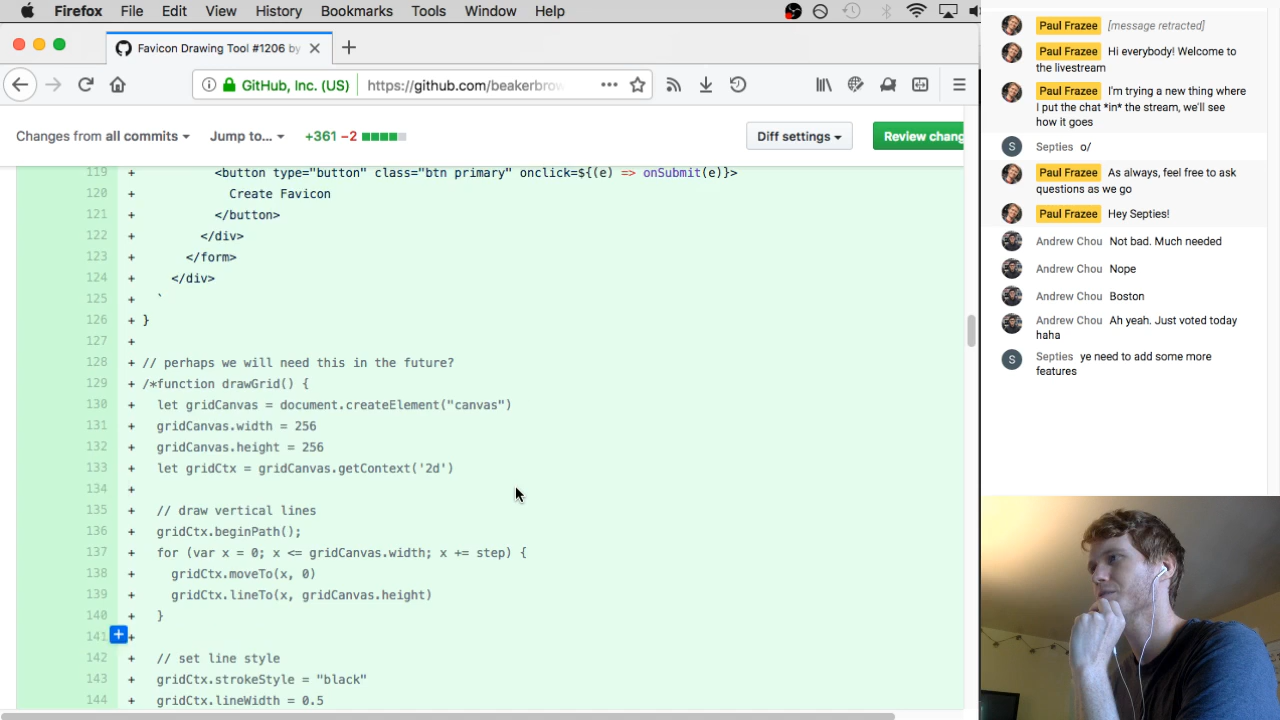 Firefox File Edit View History Bookmarks Tools Window Help
Favicon Drawing Tool #1206 by
GitHub, Inc. (US) https://github.com/beakerbrow
Changes from all commits Jump to... +361 −2 Diff settings Review chang
119 + <button type="button" class="btn primary" onclick=${(e) => onSubmit(e)}>
120 + Create Favicon
121 + </button>
122 + </div>
123 + </form>
124 + </div>
125 + `
126 + }
127 +
128 + // perhaps we will need this in the future?
129 + /*function drawGrid() {
130 + let gridCanvas = document.createElement("canvas")
131 + gridCanvas.width = 256
132 + gridCanvas.height = 256
133 + let gridCtx = gridCanvas.getContext('2d')
134 +
135 + // draw vertical lines
136 + gridCtx.beginPath();
137 + for (var x = 0; x <= gridCanvas.width; x += step) {
138 + gridCtx.moveTo(x, 0)
139 + gridCtx.lineTo(x, gridCanvas.height)
140 + }
141 +
142 + // set line style
143 + gridCtx.strokeStyle = "black"
144 + gridCtx.lineWidth = 0.5
Paul Frazee [message retracted]
Paul Frazee Hi everybody! Welcome to
the livestream
Paul Frazee I'm trying a new thing where
I put the chat *in* the stream, we'll see
how it goes
S Septies o/
Paul Frazee As always, feel free to ask
questions as we go
Paul Frazee Hey Septies!
Andrew Chou Not bad. Much needed
Andrew Chou Nope
Andrew Chou Boston
Andrew Chou Ah yeah. Just voted today
haha
S Septies ye need to add some more
features